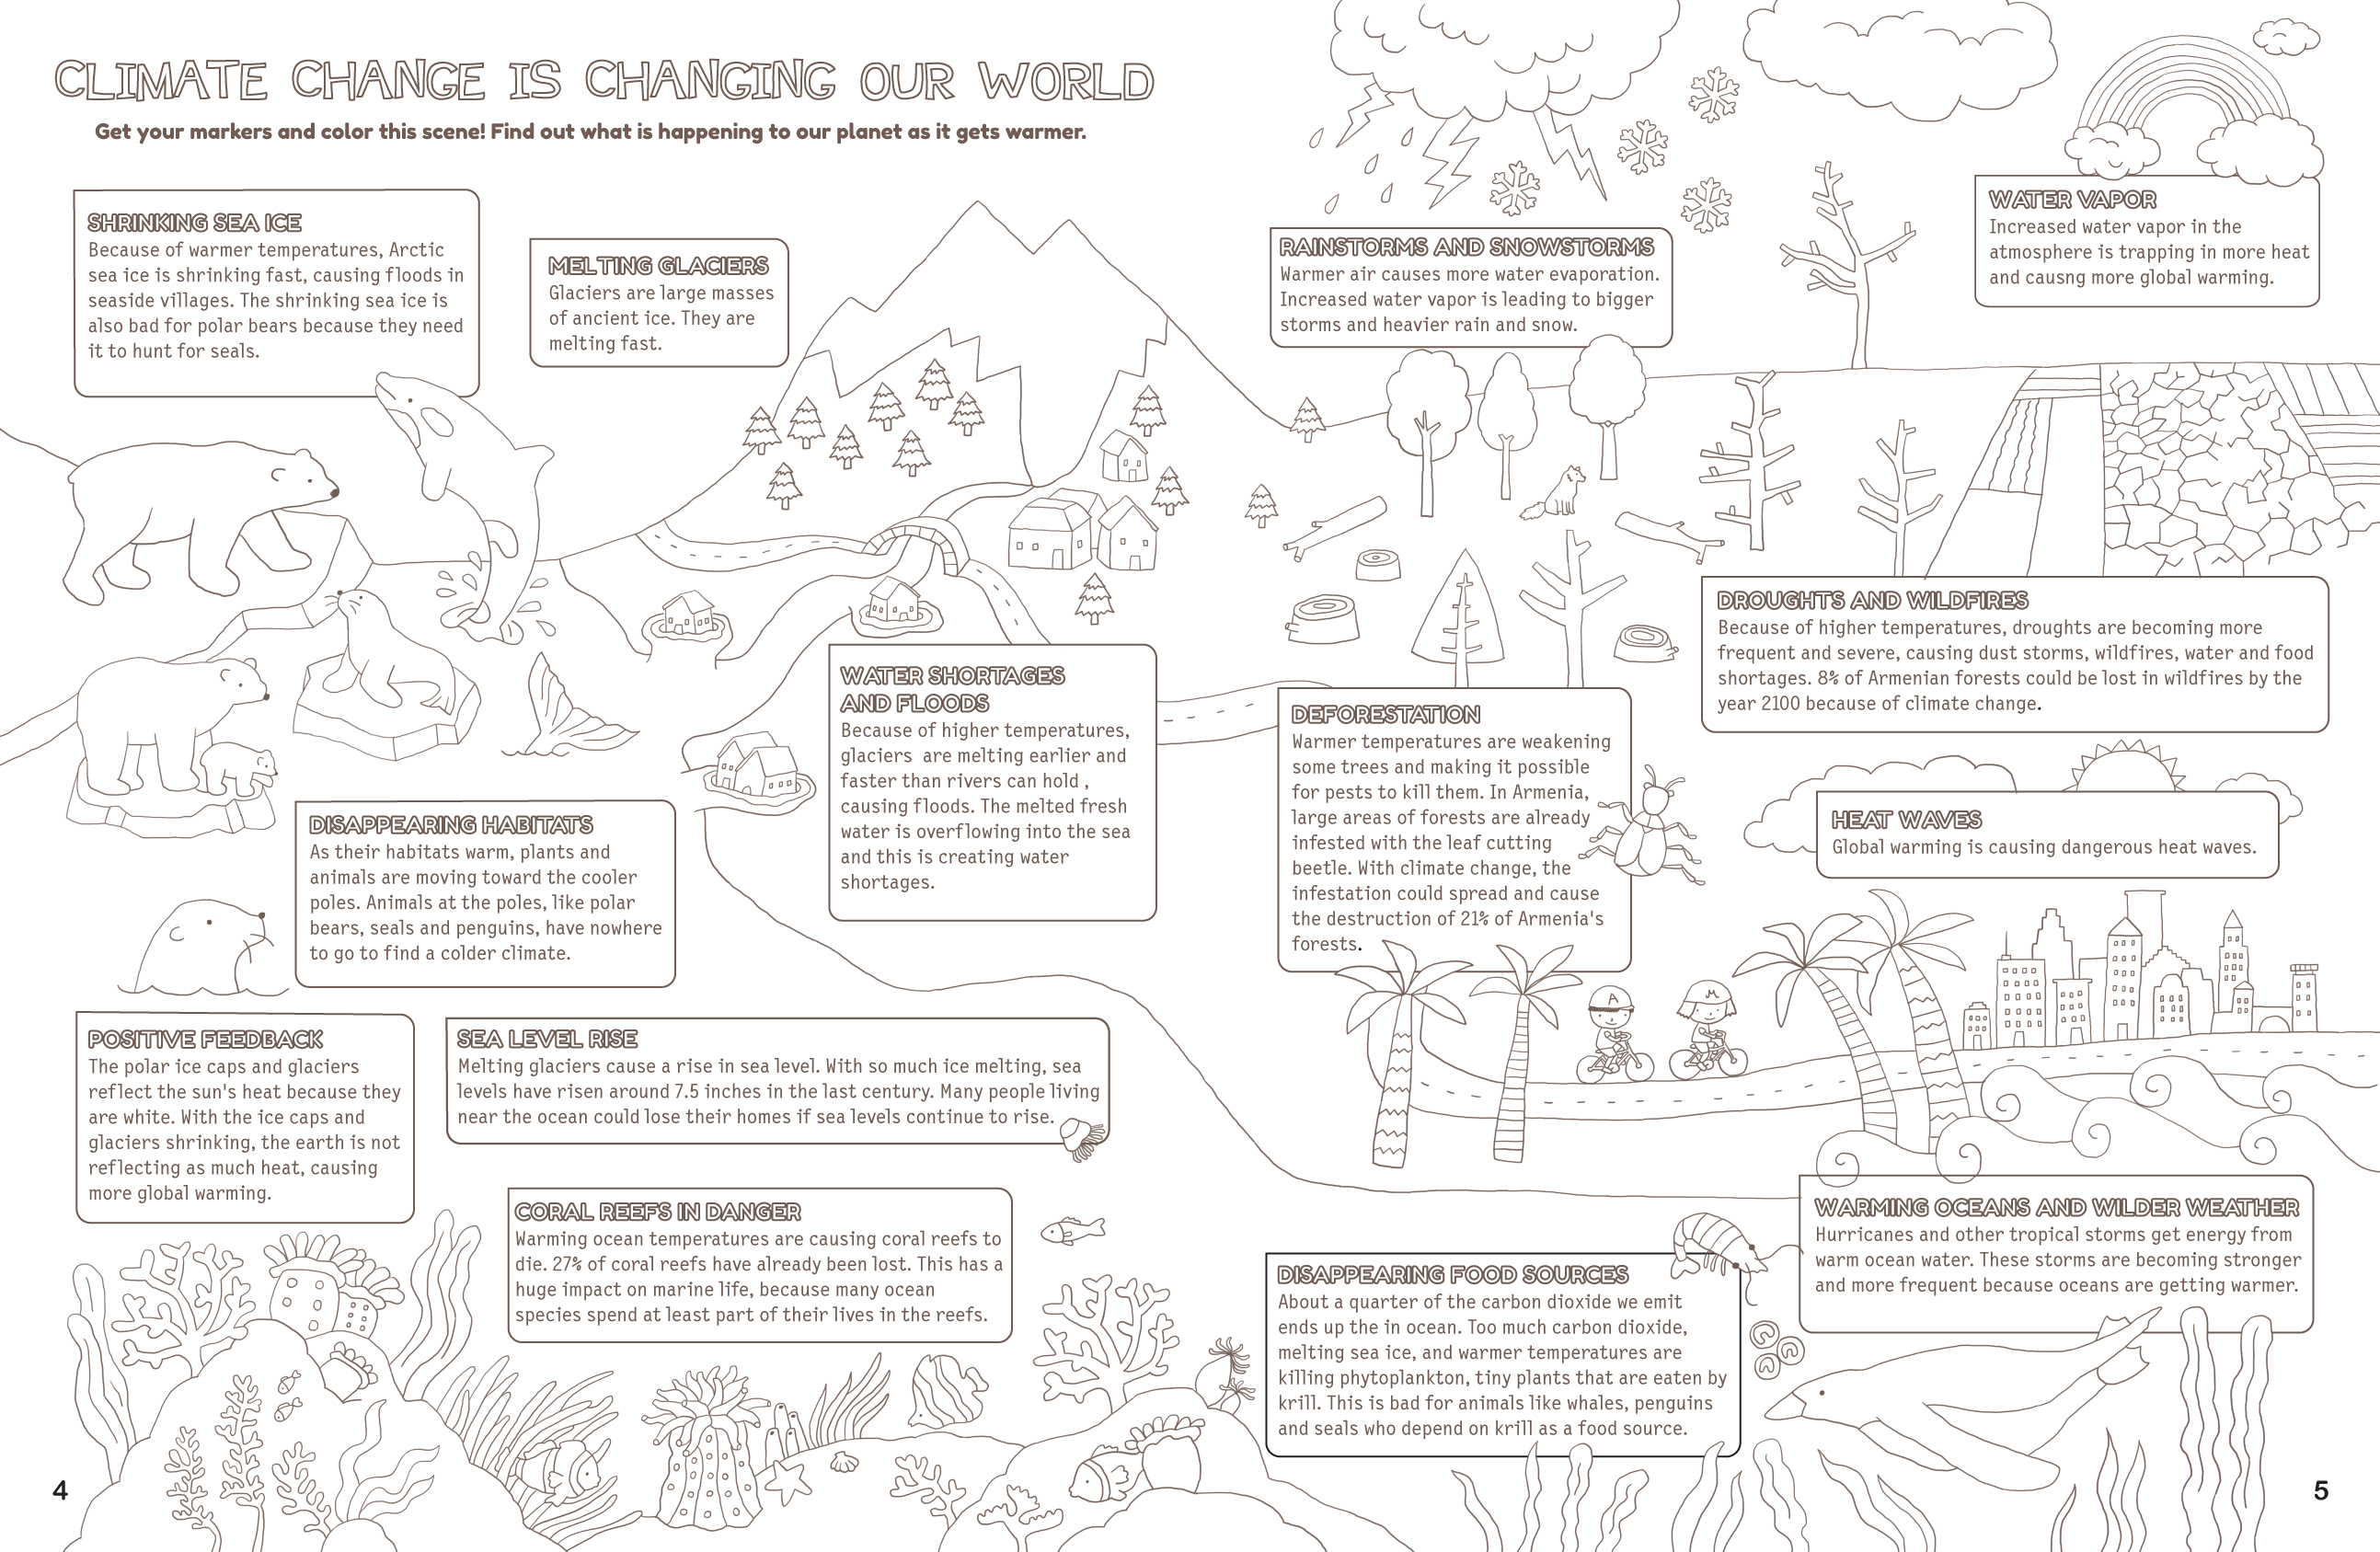 CLIMATE CHANGE IS CHANGING OUR WORLD
Get your markers and color this scene! Find out what is happening to our planet as it gets warmer.
SHRINKING SEA ICE
Because of warmer temperatures, Arctic
sea ice is shrinking fast, causing floods in
seaside villages. The shrinking sea ice is
also bad for polar bears because they need
it to hunt for seals.
MELTING GLACIERS
Glaciers are large masses
of ancient ice. They are
melting fast.
RAINSTORMS AND SNOWSTORMS
Warmer air causes more water evaporation.
Increased water vapor is leading to bigger
storms and heavier rain and snow.
WATER VAPOR
Increased water vapor in the
atmosphere is trapping in more heat
and causng more global warming.
WATER SHORTAGES
AND FLOODS
Because of higher temperatures,
glaciers  are melting earlier and
faster than rivers can hold ,
causing floods. The melted fresh
water is overflowing into the sea
and this is creating water
shortages.
DEFORESTATION
Warmer temperatures are weakening
some trees and making it possible
for pests to kill them. In Armenia,
large areas of forests are already
infested with the leaf cutting
beetle. With climate change, the
infestation could spread and cause
the destruction of 21% of Armenia's
forests.
DROUGHTS AND WILDFIRES
Because of higher temperatures, droughts are becoming more
frequent and severe, causing dust storms, wildfires, water and food
shortages. 8% of Armenian forests could be lost in wildfires by the
year 2100 because of climate change.
HEAT WAVES
Global warming is causing dangerous heat waves.
DISAPPEARING HABITATS
As their habitats warm, plants and
animals are moving toward the cooler
poles. Animals at the poles, like polar
bears, seals and penguins, have nowhere
to go to find a colder climate.
A
M
POSITIVE FEEDBACK
The polar ice caps and glaciers
reflect the sun's heat because they
are white. With the ice caps and
glaciers shrinking, the earth is not
reflecting as much heat, causing
more global warming.
SEA LEVEL RISE
Melting glaciers cause a rise in sea level. With so much ice melting, sea
levels have risen around 7.5 inches in the last century. Many people living
near the ocean could lose their homes if sea levels continue to rise.
CORAL REEFS IN DANGER
Warming ocean temperatures are causing coral reefs to
die. 27% of coral reefs have already been lost. This has a
huge impact on marine life, because many ocean
species spend at least part of their lives in the reefs.
DISAPPEARING FOOD SOURCES
About a quarter of the carbon dioxide we emit
ends up the in ocean. Too much carbon dioxide,
melting sea ice, and warmer temperatures are
killing phytoplankton, tiny plants that are eaten by
krill. This is bad for animals like whales, penguins
and seals who depend on krill as a food source.
WARMING OCEANS AND WILDER WEATHER
Hurricanes and other tropical storms get energy from
warm ocean water. These storms are becoming stronger
and more frequent because oceans are getting warmer.
4
5